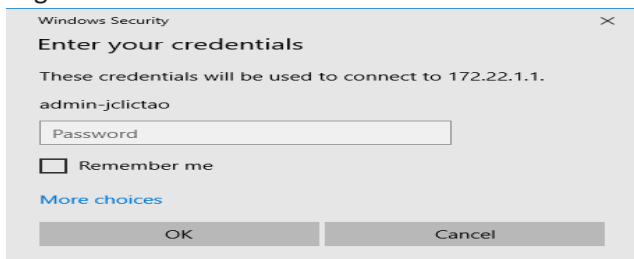 Windows Security
Enter your credentials
These credentials will be used to connect to 172.22.1.1.
admin-jclictao
Password
Remember me
More choices
OK Cancel